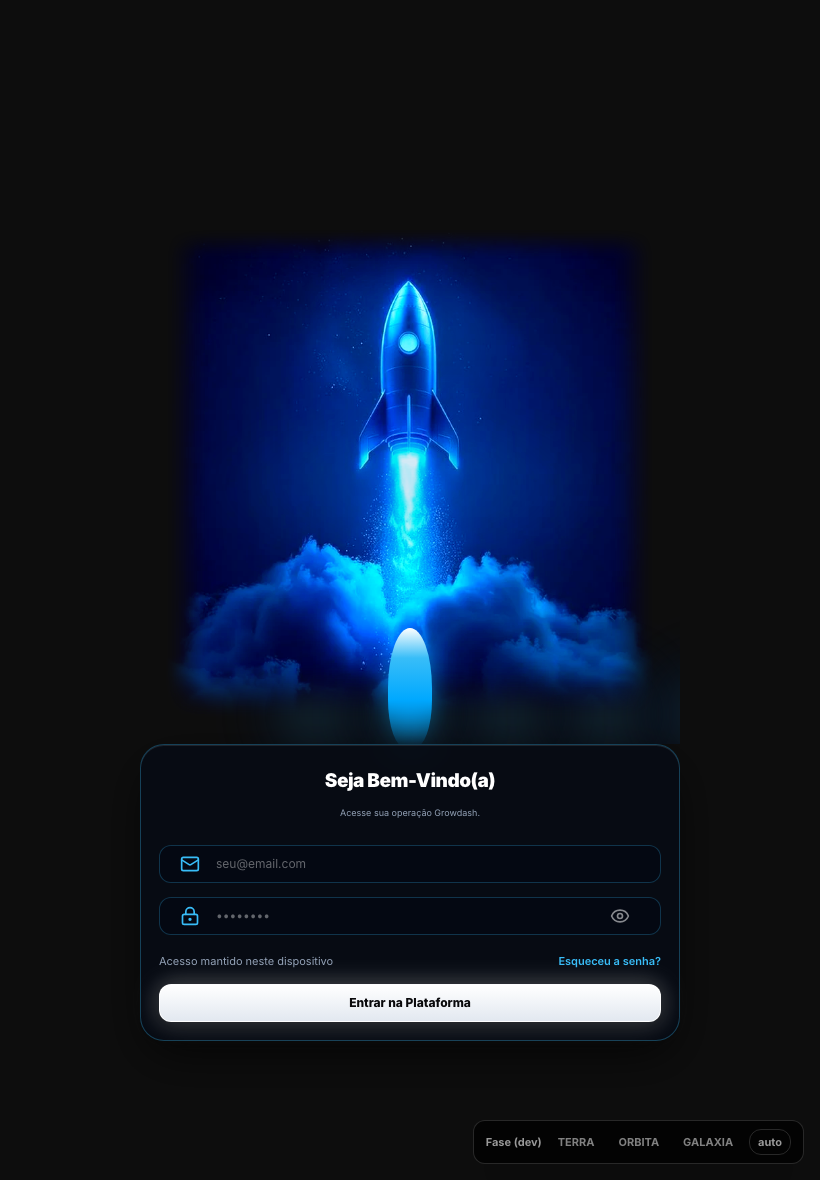 Seja Bem-Vindo(a)
Acesse sua operação Growdash.
seu@email.com
••••••••
Acesso mantido neste dispositivo
Esqueceu a senha?
Entrar na Plataforma
Fase (dev) TERRA ORBITA GALAXIA auto